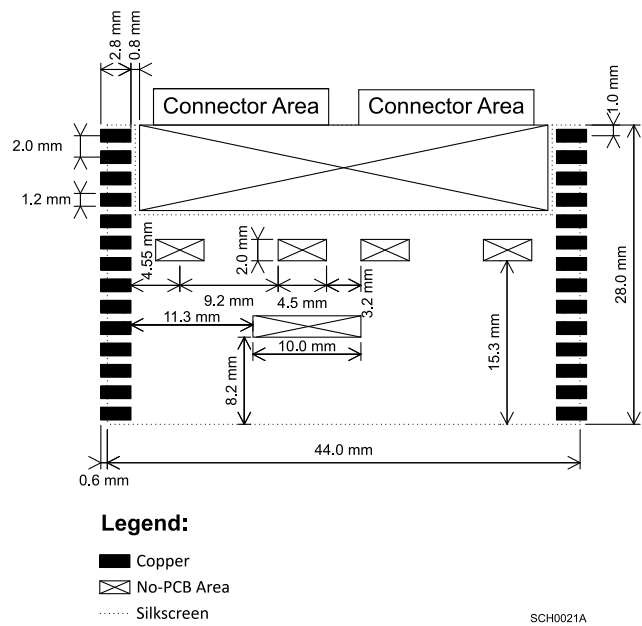 2.8 mm
0.8 mm
Connector Area
Connector Area
1.0 mm
2.0 mm
1.2 mm
4.55 mm
2.0 mm
9.2 mm
4.5 mm
3.2 mm
28.0 mm
11.3 mm
15.3 mm
10.0 mm
8.2 mm
44.0 mm
0.6 mm
Legend:
Copper
No-PCB Area
Silkscreen
SCH0021A